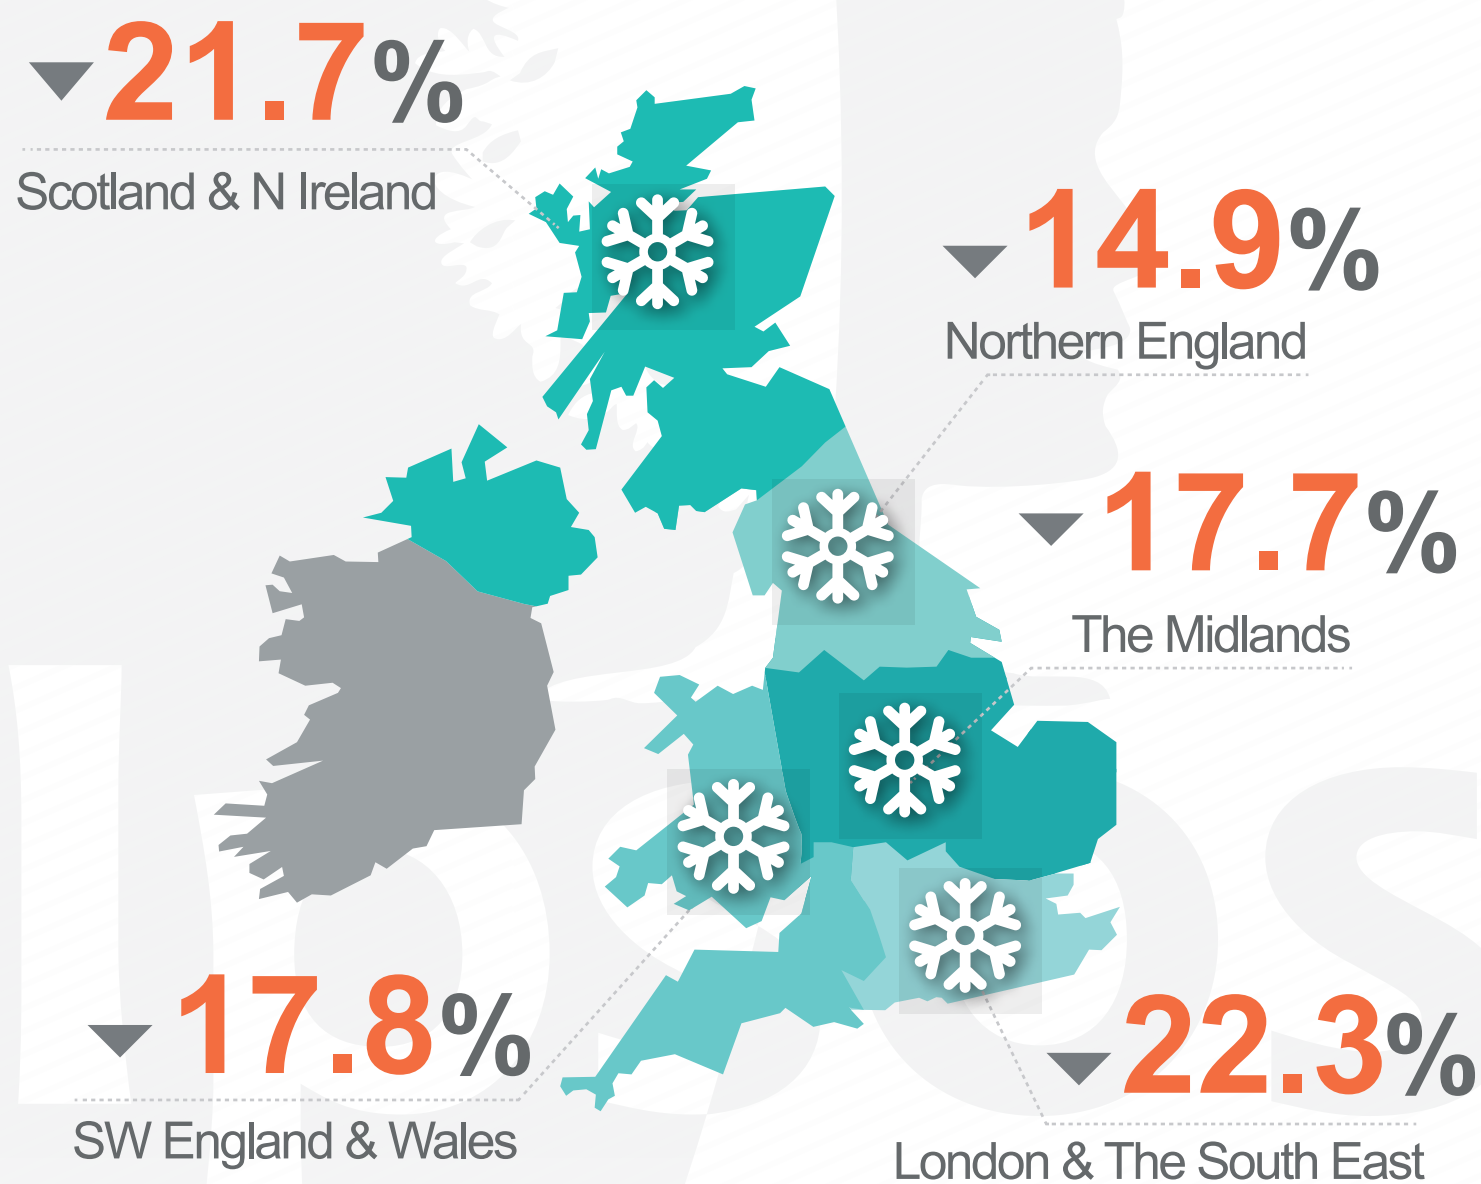 ▼21.7%
Scotland & N Ireland
▼14.9%
Northern England
▼17.7%
The Midlands
▼17.8%
SW England & Wales
▼22.3%
London & The South East
Ipsos